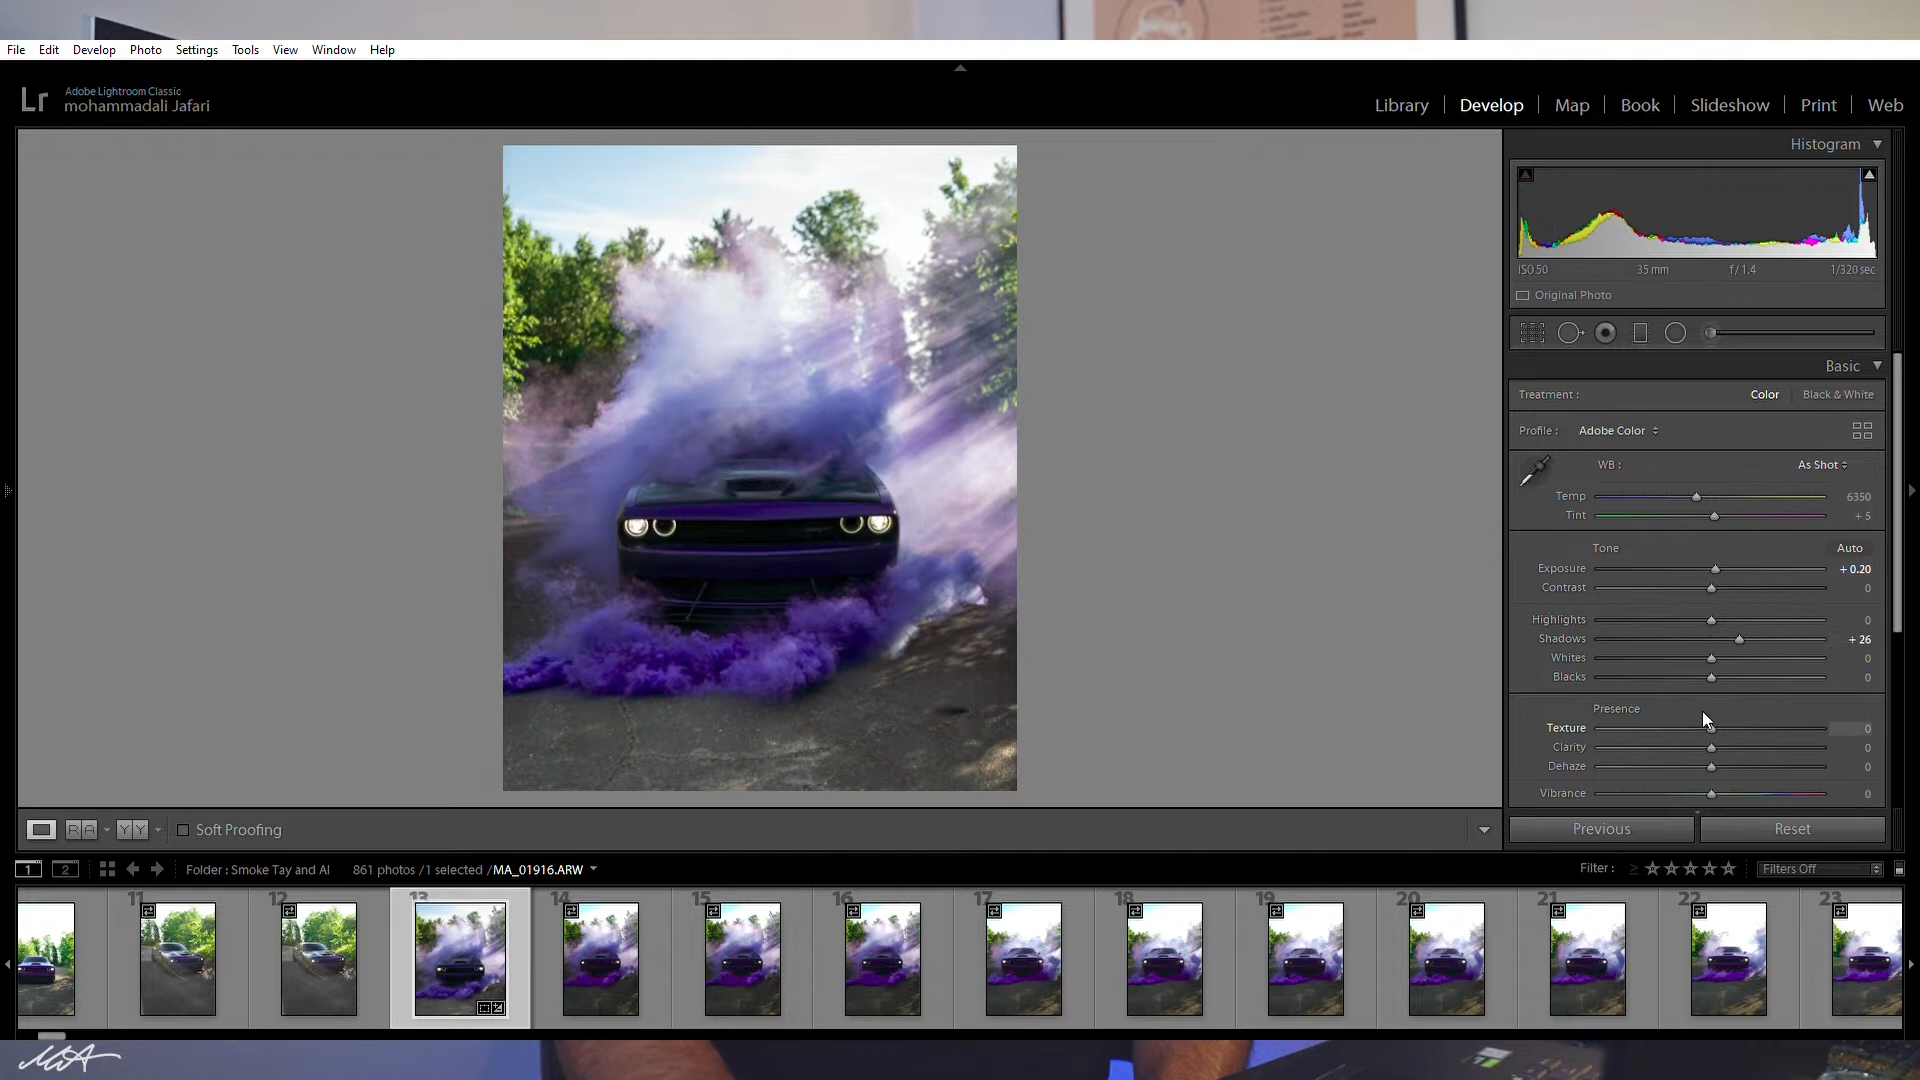 File Edit Develop Photo Settings Tools View Window Help
Lr Adobe Lightroom Classic
mohammadali Jafari
Library Develop Map Book Slideshow Print Web
Histogram
ISO 50 35 mm f / 1.4 1/320 sec
Original Photo
Basic
Treatment : Color Black & White
Profile : Adobe Color
WB : As Shot
Temp 6350
Tint + 5
Tone Auto
Exposure + 0.20
Contrast 0
Highlights 0
Shadows + 26
Whites 0
Blacks 0
Presence
Texture 0
Clarity 0
Dehaze 0
Vibrance 0
R A Y Y Soft Proofing Previous Reset
1 2 Folder : Smoke Tay and Al 861 photos / 1 selected / MA_01916.ARW Filter : Filters Off
11 12 13 14 15 16 17 18 19 20 21 22 23
MA